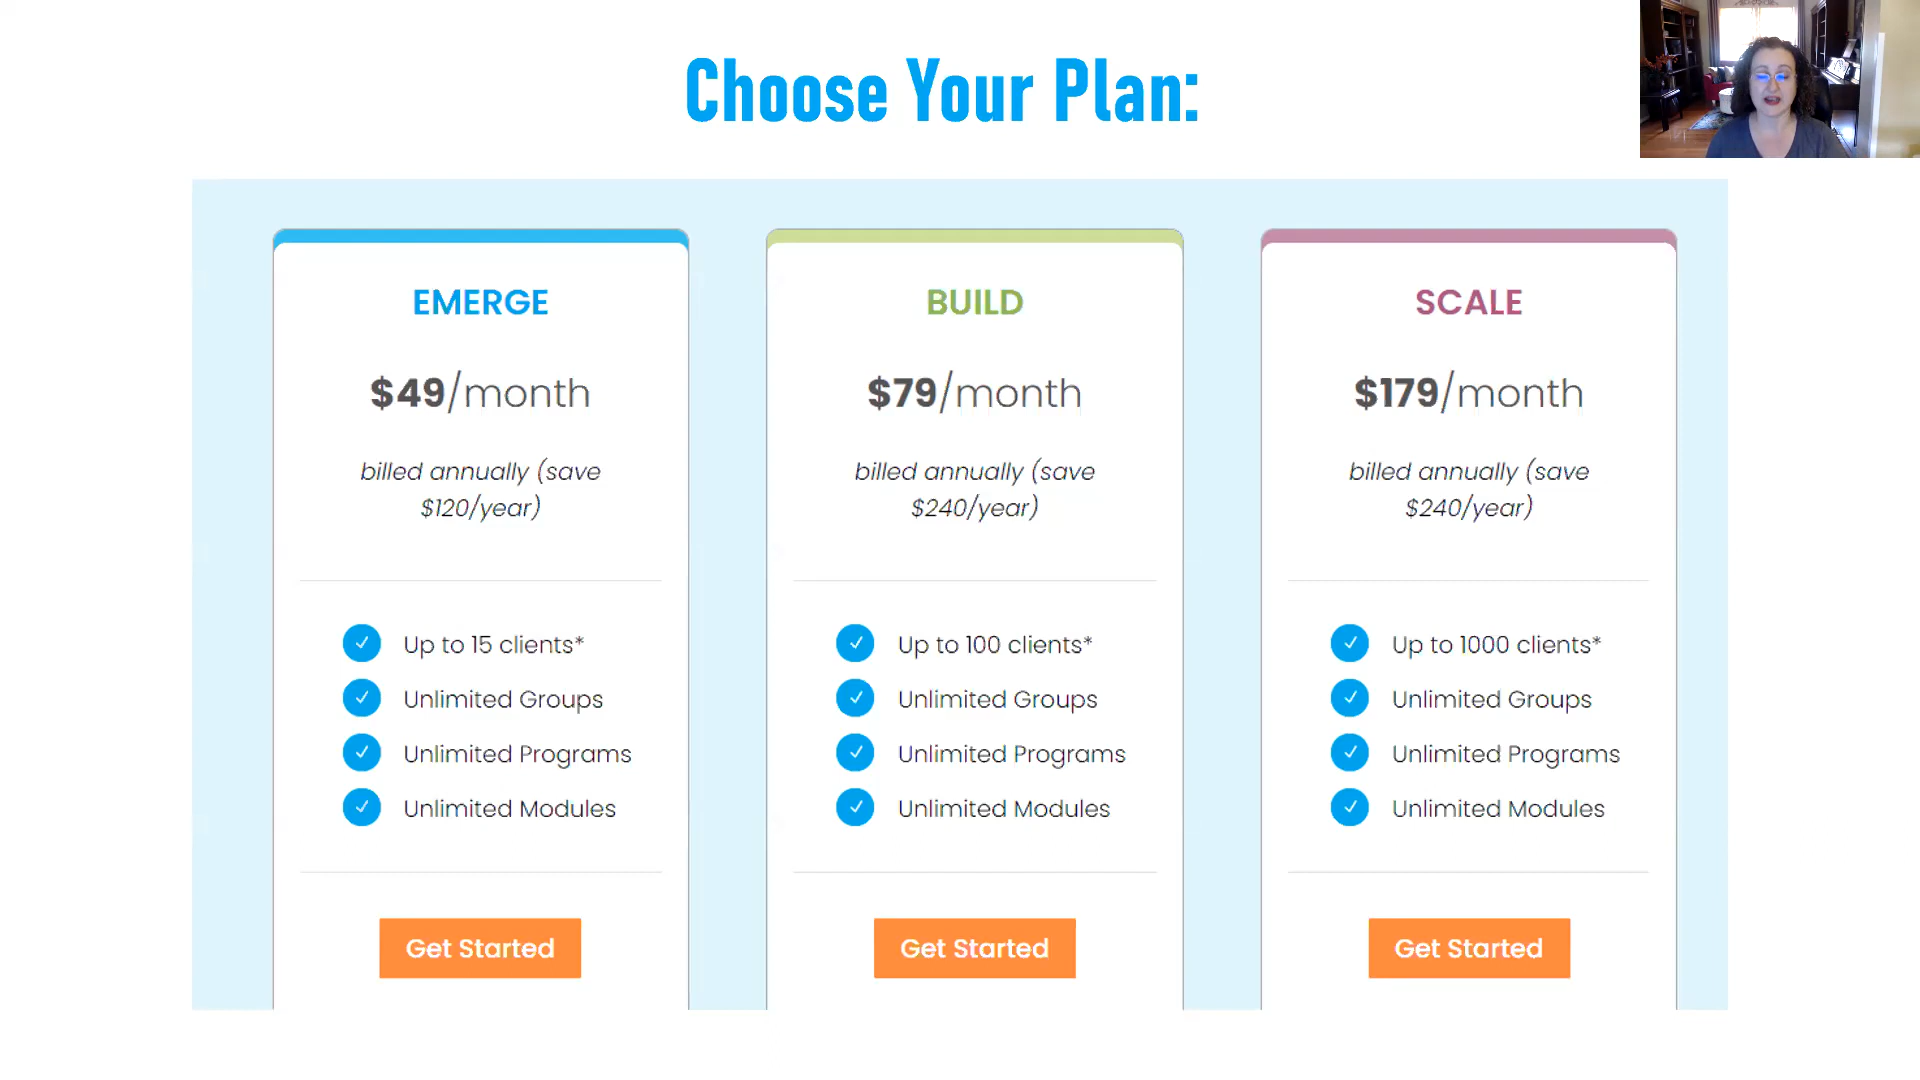 Choose Your Plan:
EMERGE
$49/month
billed annually (save
$120/year)
Up to 15 clients*
Unlimited Groups
Unlimited Programs
Unlimited Modules
Get Started
BUILD
$79/month
billed annually (save
$240/year)
Up to 100 clients*
Unlimited Groups
Unlimited Programs
Unlimited Modules
Get Started
SCALE
$179/month
billed annually (save
$240/year)
Up to 1000 clients*
Unlimited Groups
Unlimited Programs
Unlimited Modules
Get Started